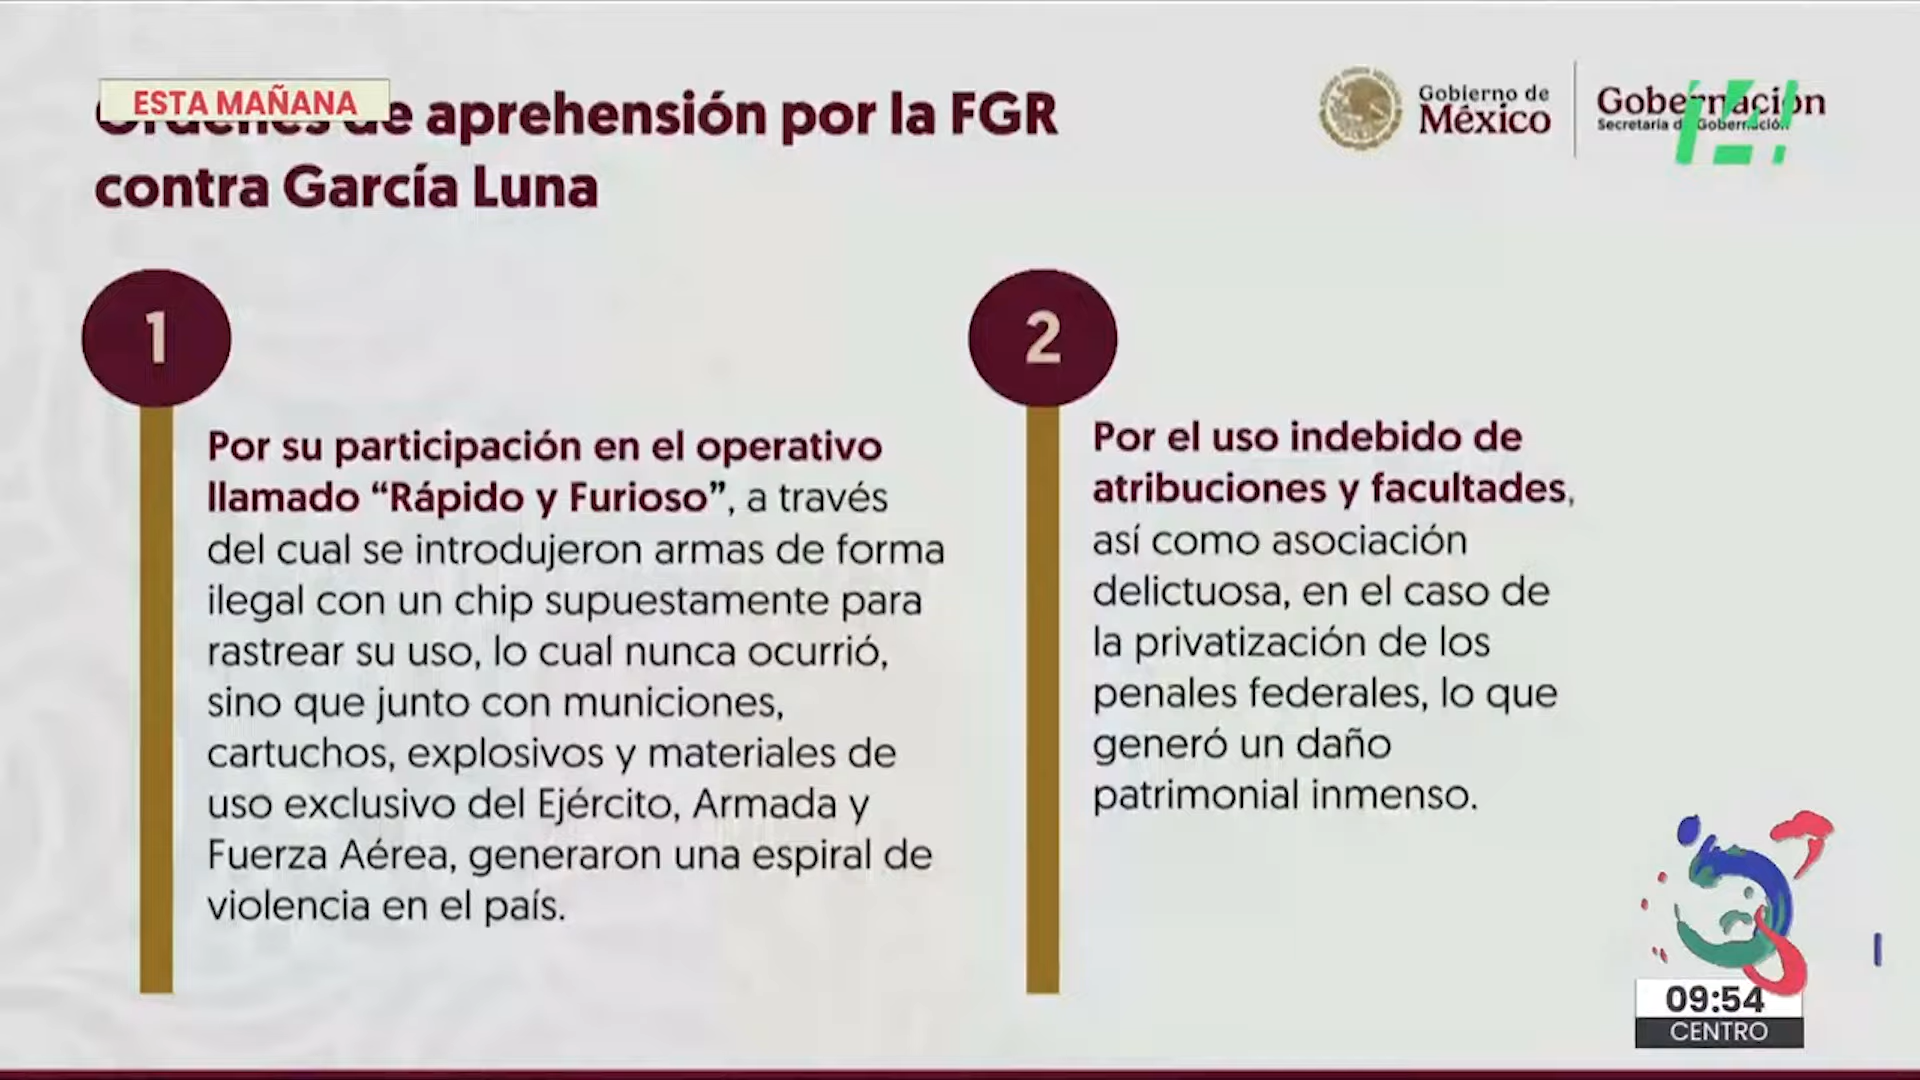 ESTA MAÑANA
Órdenes de aprehensión por la FGR
contra García Luna
Gobierno de
México
Gobernación
Secretaría de Gobernación
1
Por su participación en el operativo
llamado “Rápido y Furioso”, a través
del cual se introdujeron armas de forma
ilegal con un chip supuestamente para
rastrear su uso, lo cual nunca ocurrió,
sino que junto con municiones,
cartuchos, explosivos y materiales de
uso exclusivo del Ejército, Armada y
Fuerza Aérea, generaron una espiral de
violencia en el país.
2
Por el uso indebido de
atribuciones y facultades,
así como asociación
delictuosa, en el caso de
la privatización de los
penales federales, lo que
generó un daño
patrimonial inmenso.
09:54
CENTRO